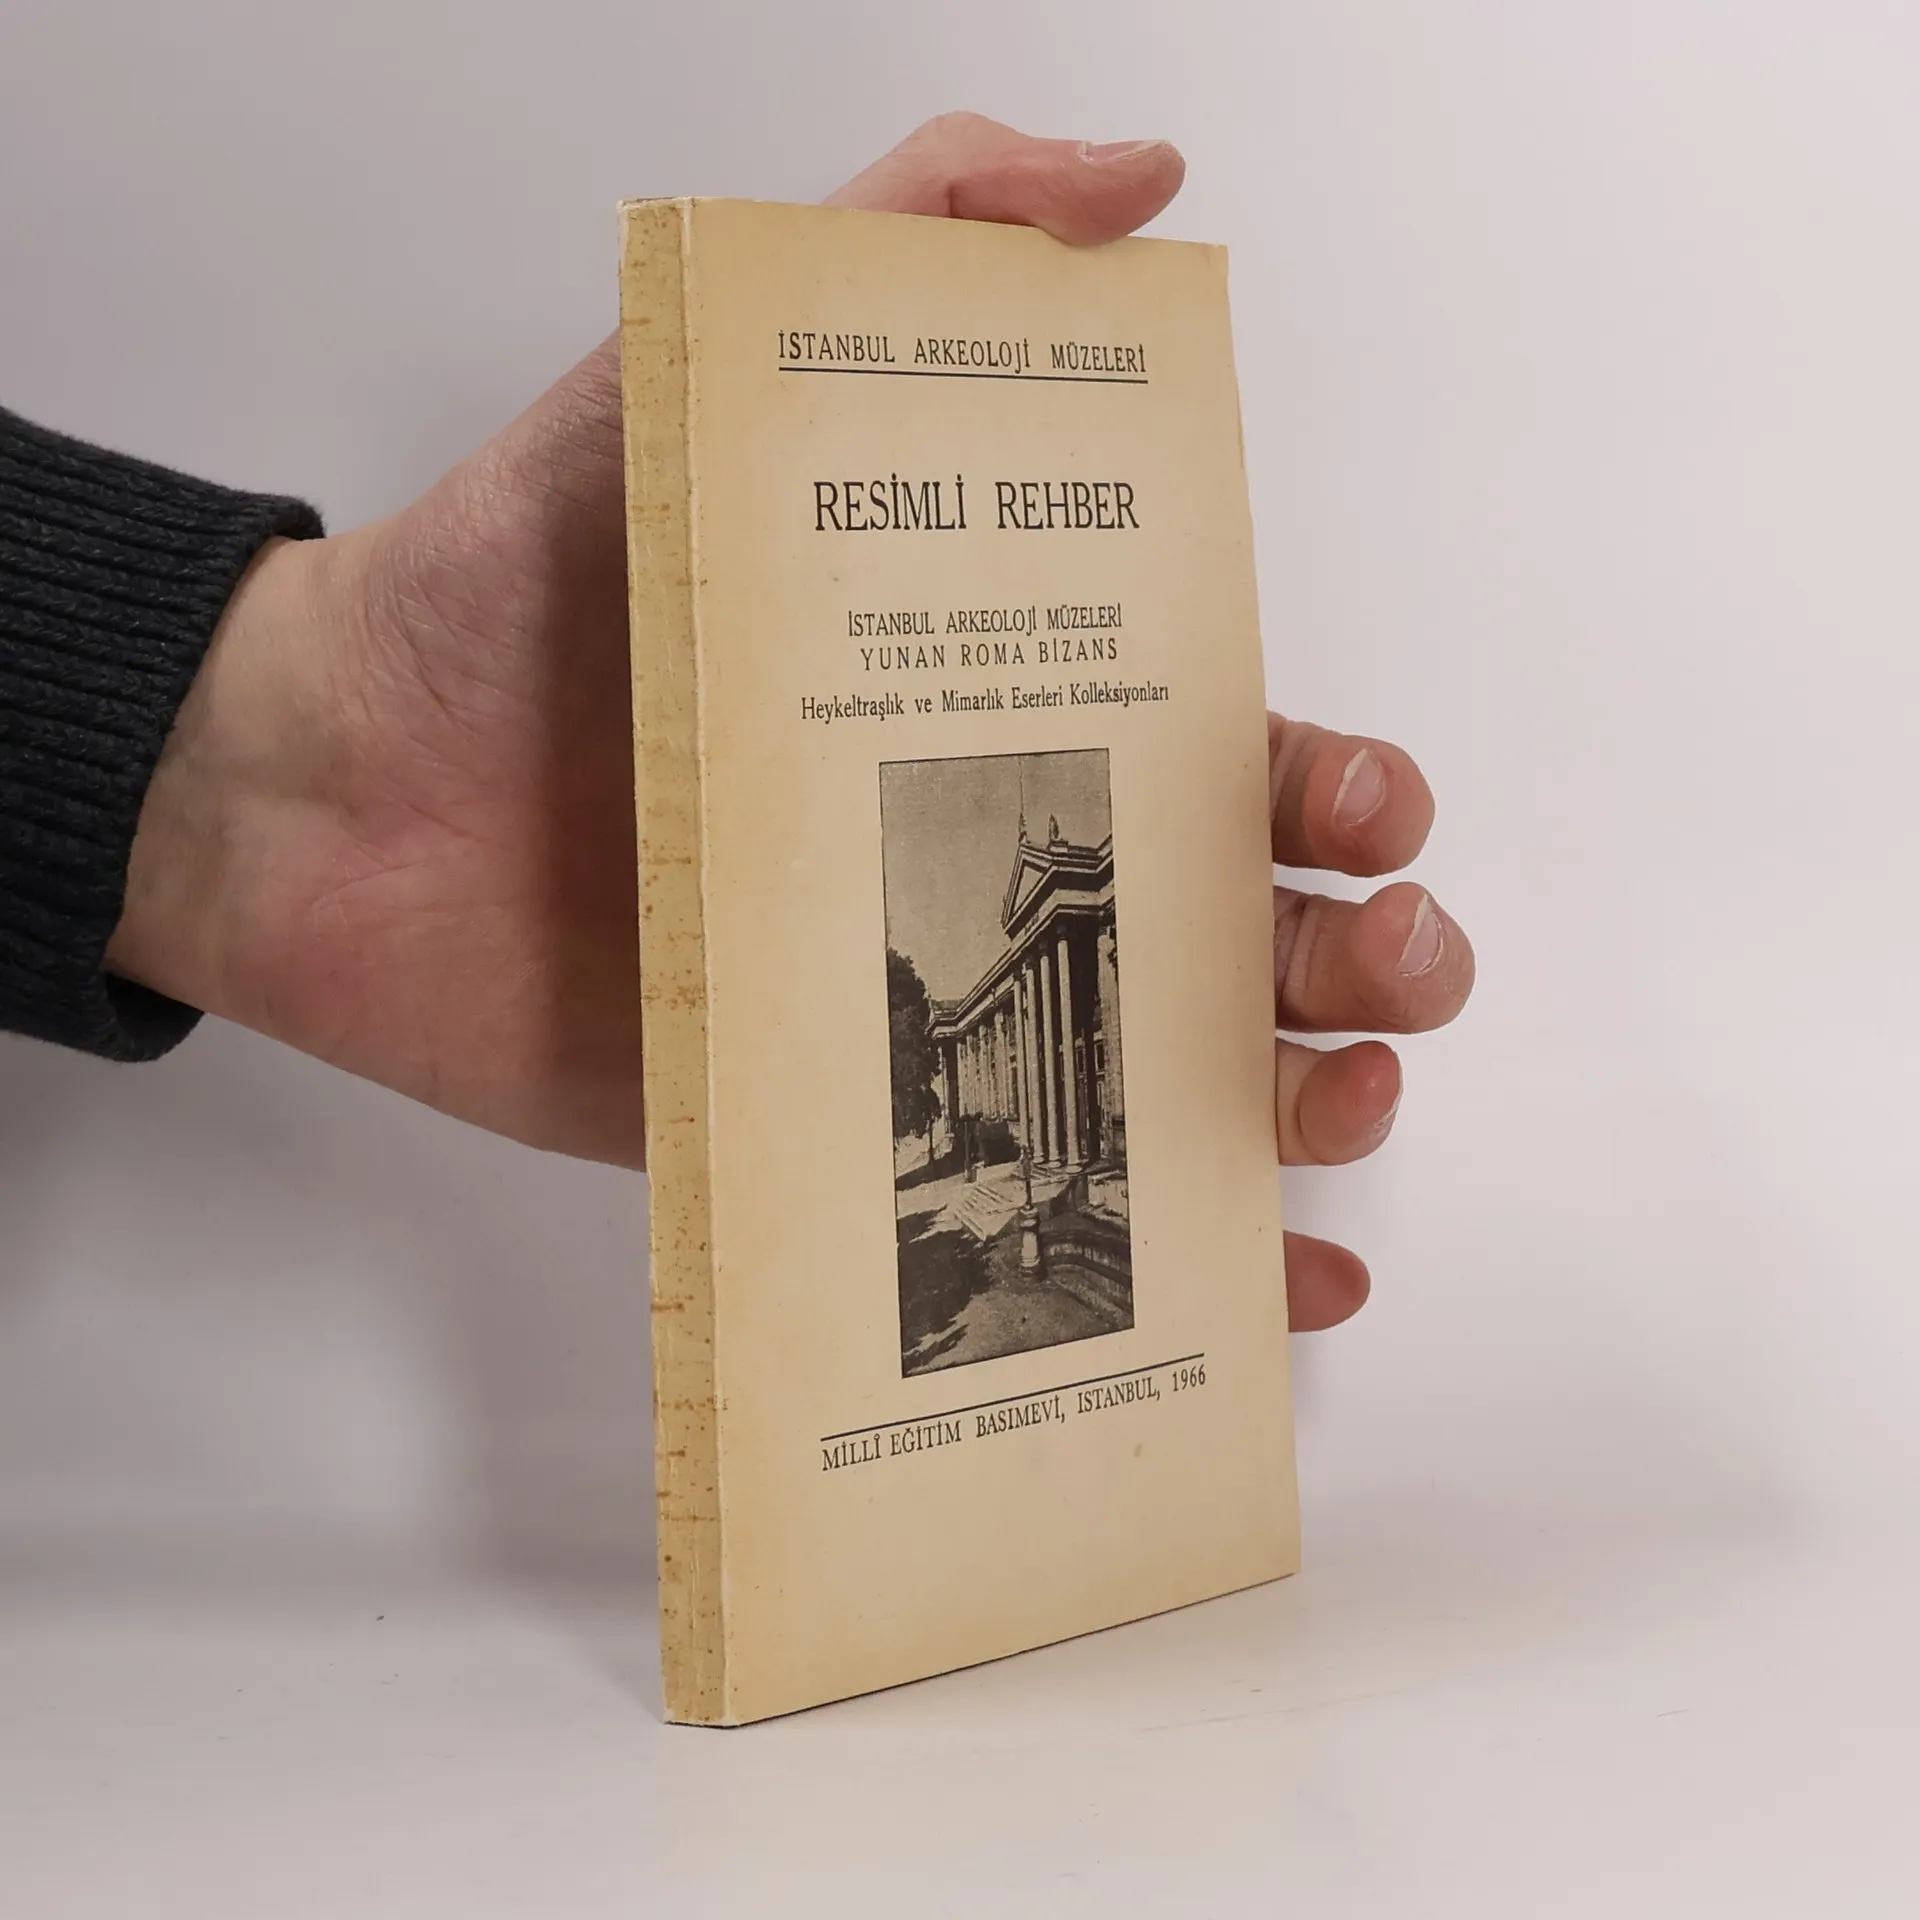 İSTANBUL ARKEOLOJİ MÜZELERİ
RESİMLİ REHBER
İSTANBUL ARKEOLOJİ MÜZELERİ
YUNAN ROMA BİZANS
Heykeltraşlık ve Mimarlık Eserleri Kolleksiyonları
MİLLÎ EĞİTİM BASIMEVİ, ISTANBUL, 1966